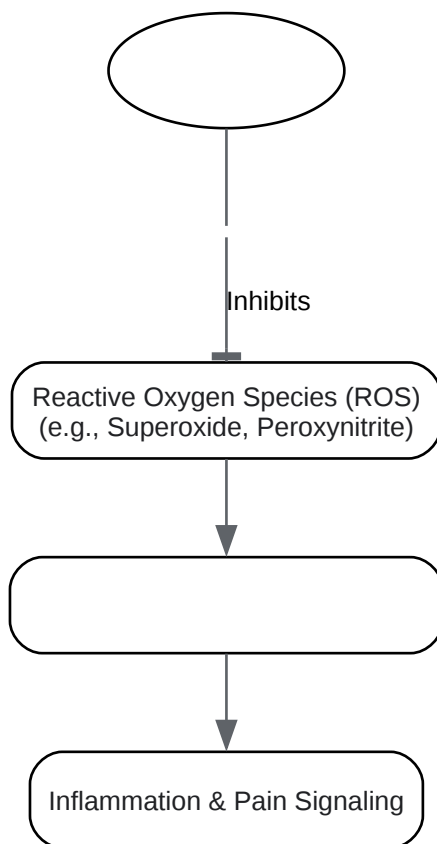 Inhibits
Reactive Oxygen Species (ROS)
(e.g., Superoxide, Peroxynitrite)
Inflammation & Pain Signaling